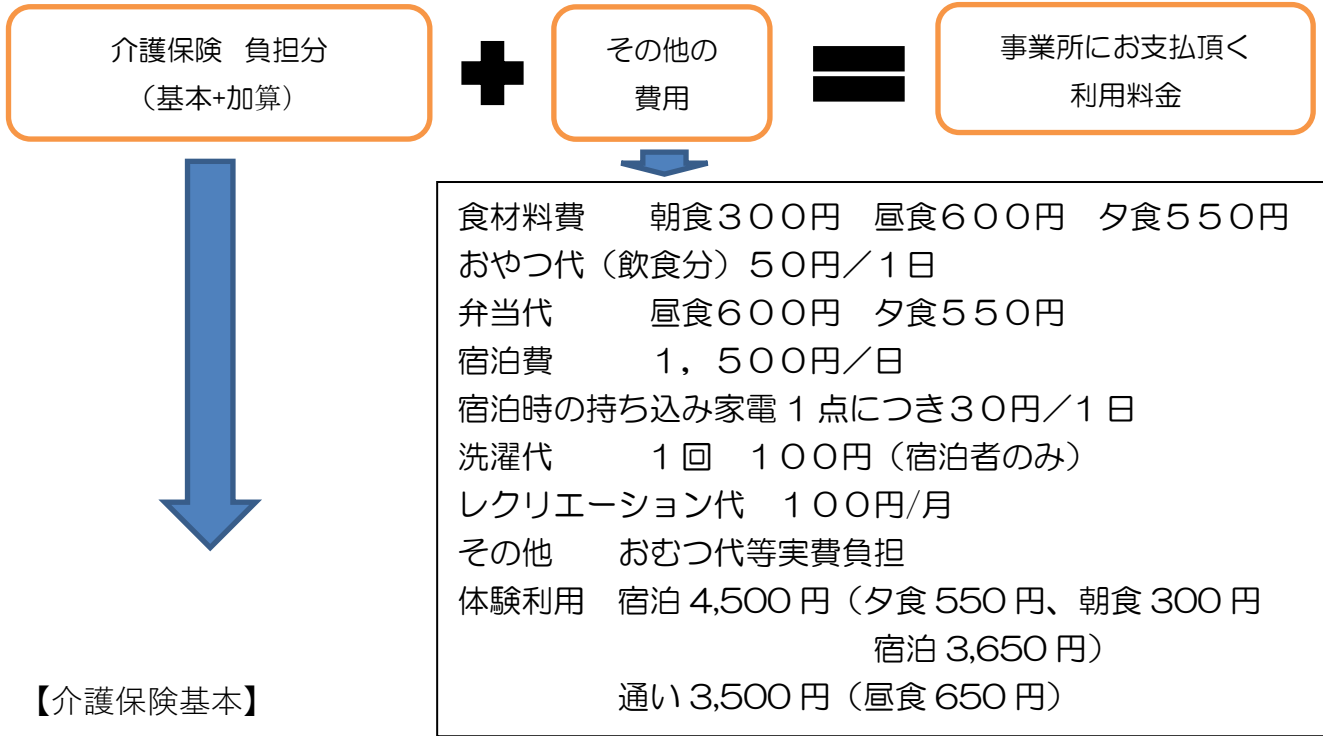 介護保険 負担分
（基本+加算）
その他の
費用
事業所にお支払頂く
利用料金
食材料費　　朝食３００円　昼食６００円　夕食５５０円
おやつ代（飲食分）５０円／１日
弁当代　　　昼食６００円　夕食５５０円
宿泊費　　　１，５００円／日
宿泊時の持ち込み家電１点につき３０円／１日
洗濯代　　　１回　１００円（宿泊者のみ）
レクリエーション代　１００円/月
その他　　おむつ代等実費負担
体験利用　宿泊 4,500 円（夕食 550 円、朝食 300 円
宿泊 3,650 円）
通い 3,500 円（昼食 650 円）
【介護保険基本】